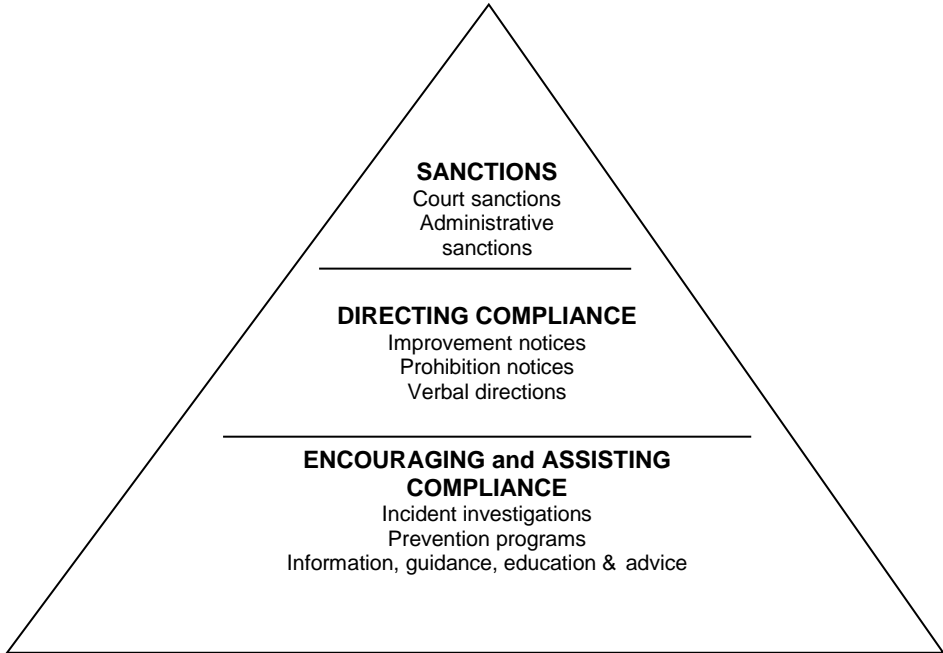 SANCTIONS
Court sanctions
Administrative
sanctions
DIRECTING COMPLIANCE
Improvement notices
Prohibition notices
Verbal directions
ENCOURAGING and ASSISTING
COMPLIANCE
Incident investigations
Prevention programs
Information, guidance, education & advice